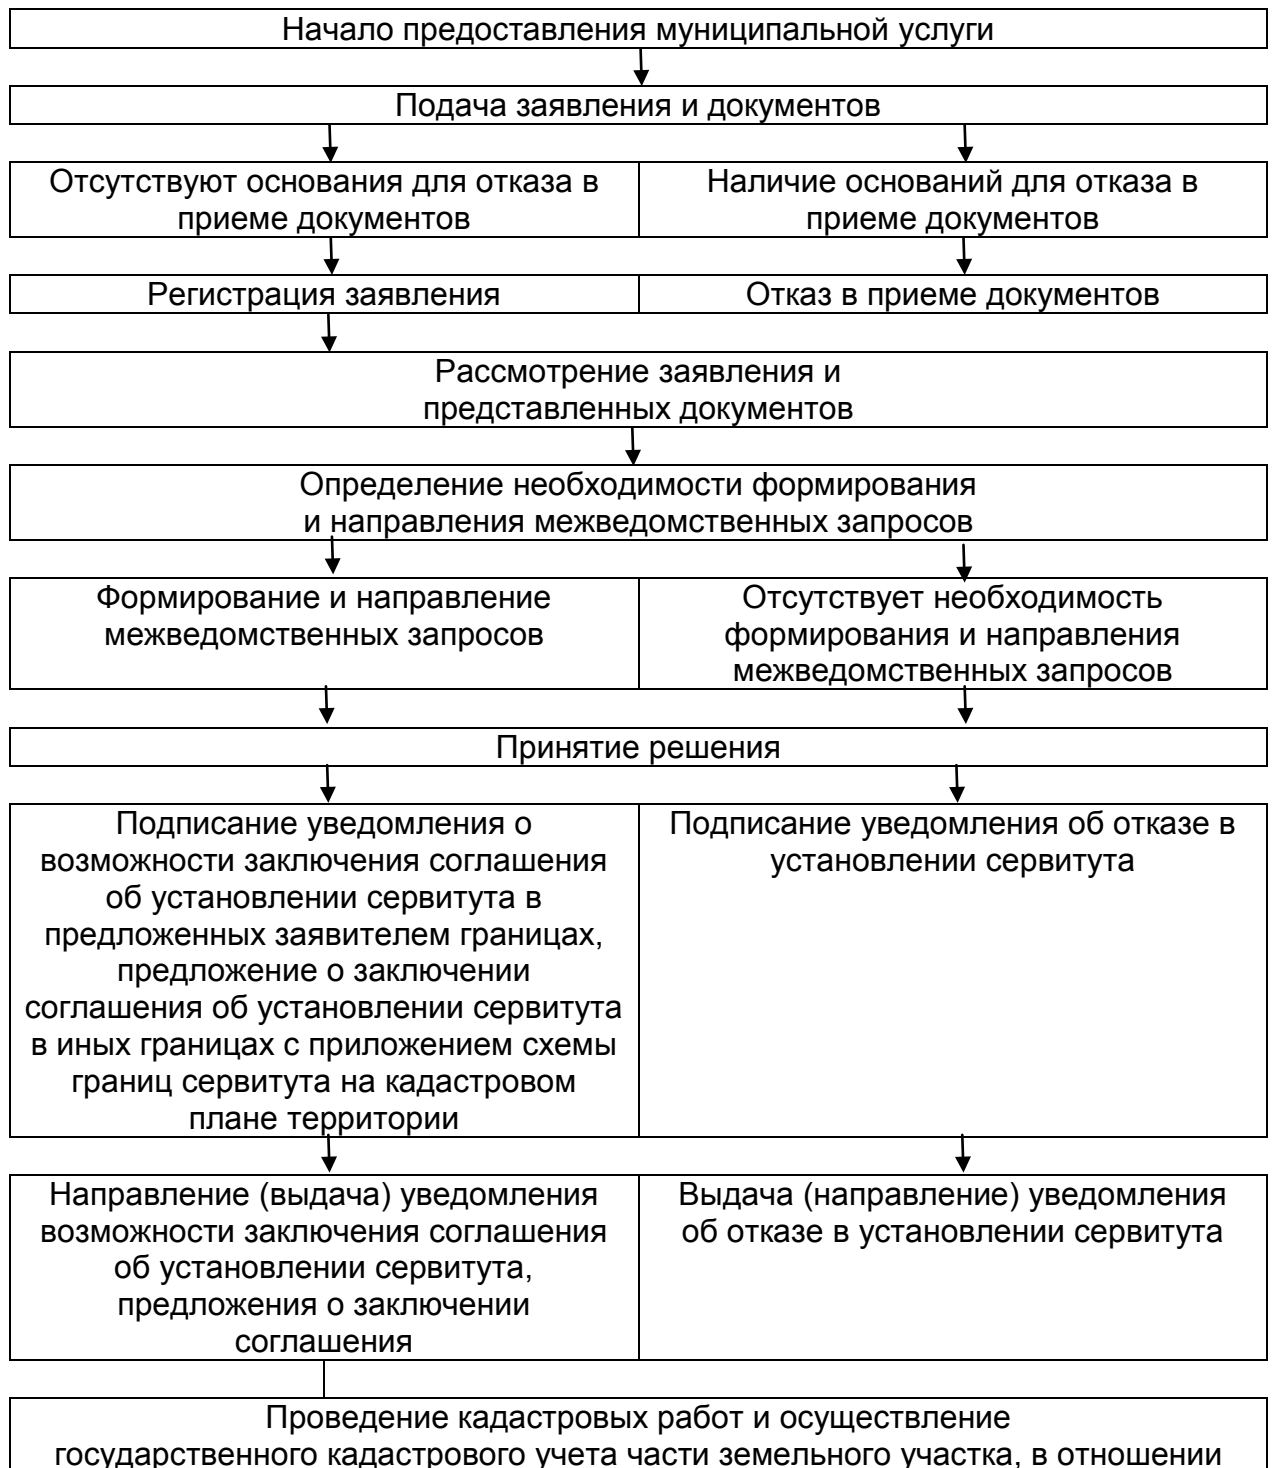 Начало предоставления муниципальной услуги
Подача заявления и документов
Отсутствуют основания для отказа в
приеме документов
Наличие оснований для отказа в
приеме документов
Регистрация заявления
Отказ в приеме документов
Рассмотрение заявления и
представленных документов
Определение необходимости формирования
и направления межведомственных запросов
Формирование и направление
межведомственных запросов
Отсутствует необходимость
формирования и направления
межведомственных запросов
Принятие решения
Подписание уведомления о
возможности заключения соглашения
об установлении сервитута в
предложенных заявителем границах,
предложение о заключении
соглашения об установлении сервитута
в иных границах с приложением схемы
границ сервитута на кадастровом
плане территории
Подписание уведомления об отказе в
установлении сервитута
Направление (выдача) уведомления
возможности заключения соглашения
об установлении сервитута,
предложения о заключении
соглашения
Выдача (направление) уведомления
об отказе в установлении сервитута
Проведение кадастровых работ и осуществление
государственного кадастрового учета части земельного участка, в отношении